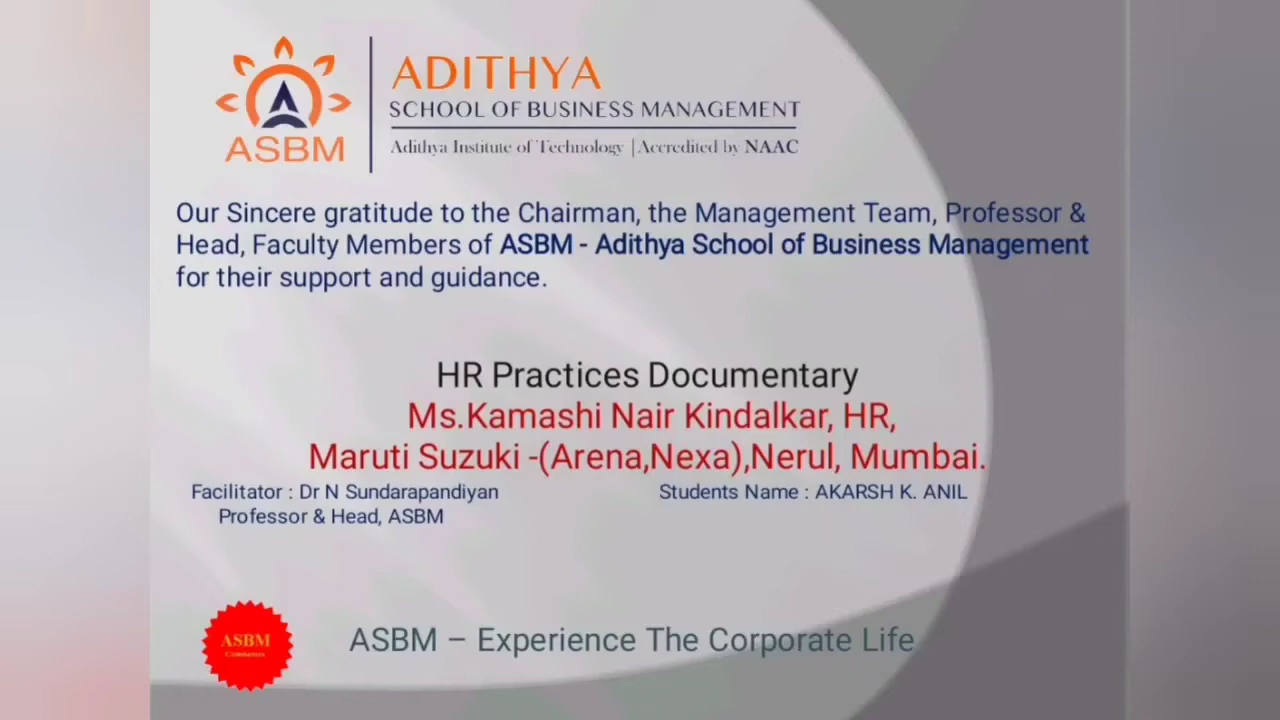 ADITHYA
SCHOOL OF BUSINESS MANAGEMENT
ASBM
Adithya Institute of Technology | Accredited by NAAC
Our Sincere gratitude to the Chairman, the Management Team, Professor &
Head, Faculty Members of ASBM - Adithya School of Business Management
for their support and guidance.
HR Practices Documentary
Ms.Kamashi Nair Kindalkar, HR,
Maruti Suzuki -(Arena,Nexa),Nerul, Mumbai.
Facilitator : Dr N Sundarapandiyan
Professor & Head, ASBM
Students Name : AKARSH K. ANIL
ASBM
ASBM – Experience The Corporate Life